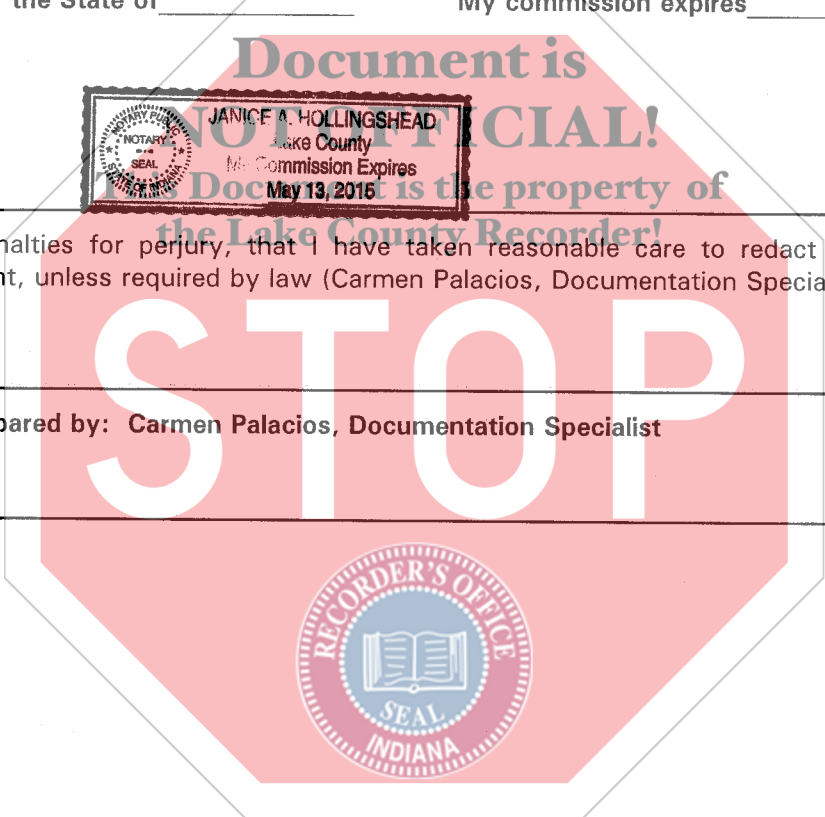 the State of My commission expires
Document is
NOT OFFICIAL!
JANICE A. HOLLINGSHEAD
Lake County
My Commission Expires
May 13, 2015
NOTARY PUBLIC
NOTARY
SEAL
STATE OF INDIANA
This Document is the property of
the Lake County Recorder!
nalties for perjury, that I have taken reasonable care to redact
nt, unless required by law (Carmen Palacios, Documentation Specia
STOP
pared by: Carmen Palacios, Documentation Specialist
RECORDER'S OFFICE
SEAL
INDIANA